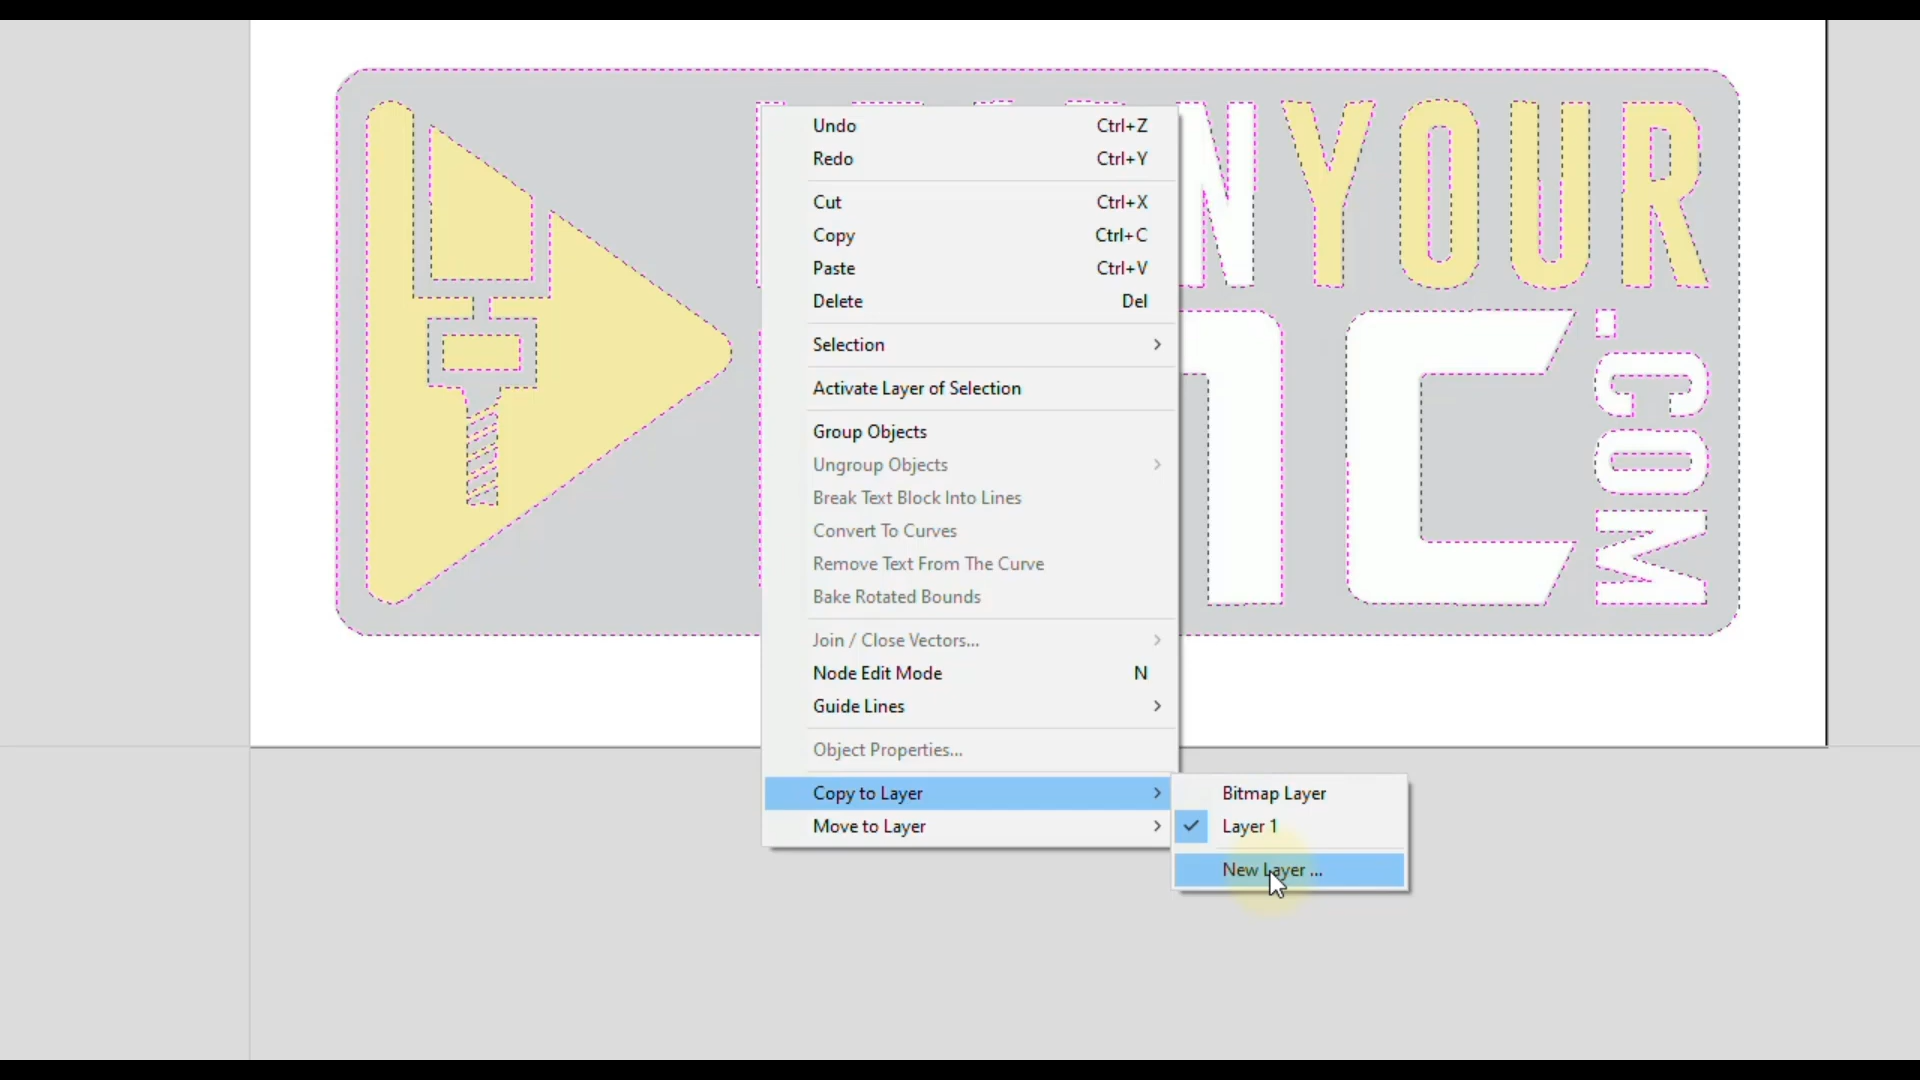 N YOUR
C
.COM
Undo Ctrl+Z
Redo Ctrl+Y
Cut Ctrl+X
Copy Ctrl+C
Paste Ctrl+V
Delete Del
Selection
Activate Layer of Selection
Group Objects
Ungroup Objects
Break Text Block Into Lines
Convert To Curves
Remove Text From The Curve
Bake Rotated Bounds
Join / Close Vectors...
Node Edit Mode N
Guide Lines
Object Properties...
Copy to Layer
Move to Layer
Bitmap Layer
Layer 1
New Layer ...